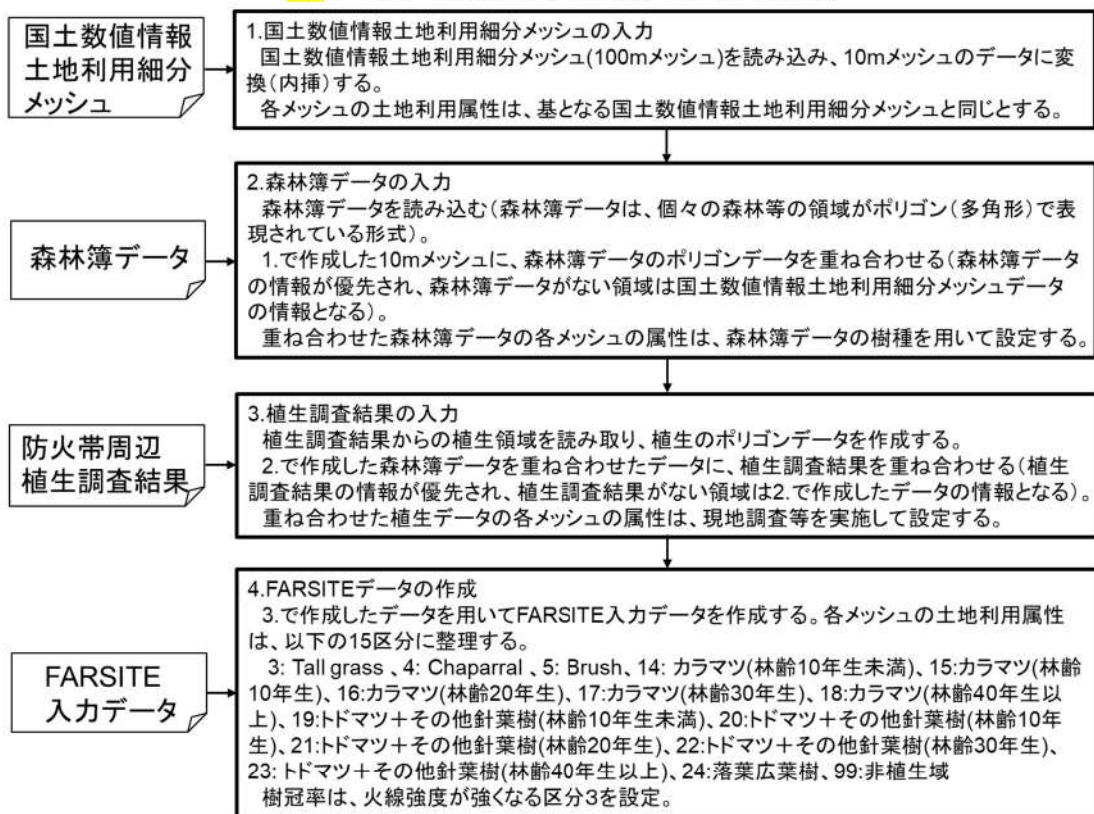 国土数値情報
土地利用細分
メッシュ
1.国土数値情報土地利用細分メッシュの入力
国土数値情報土地利用細分メッシュ(100mメッシュ)を読み込み、10mメッシュのデータに変
換(内挿)する。
各メッシュの土地利用属性は、基となる国土数値情報土地利用細分メッシュと同じとする。
森林簿データ
2.森林簿データの入力
森林簿データを読み込む(森林簿データは、個々の森林等の領域がポリゴン(多角形)で表
現されている形式)。
1.で作成した10mメッシュに、森林簿データのポリゴンデータを重ね合わせる(森林簿データ
の情報が優先され、森林簿データがない領域は国土数値情報土地利用細分メッシュデータ
の情報となる)。
重ね合わせた森林簿データの各メッシュの属性は、森林簿データの樹種を用いて設定する。
防火帯周辺
植生調査結果
3.植生調査結果の入力
植生調査結果からの植生領域を読み取り、植生のポリゴンデータを作成する。
2.で作成した森林簿データを重ね合わせたデータに、植生調査結果を重ね合わせる(植生
調査結果の情報が優先され、植生調査結果がない領域は2.で作成したデータの情報となる)。
重ね合わせた植生データの各メッシュの属性は、現地調査等を実施して設定する。
FARSITE
入力データ
4.FARSITEデータの作成
3.で作成したデータを用いてFARSITE入力データを作成する。各メッシュの土地利用属性
は、以下の15区分に整理する。
3: Tall grass 、4: Chaparral 、5: Brush、14: カラマツ(林齢10年生未満)、15:カラマツ(林齢
10年生)、16:カラマツ(林齢20年生)、17:カラマツ(林齢30年生)、18:カラマツ(林齢40年生以
上)、19:トドマツ+その他針葉樹(林齢10年生未満)、20:トドマツ+その他針葉樹(林齢10年
生)、21:トドマツ+その他針葉樹(林齢20年生)、22:トドマツ+その他針葉樹(林齢30年生)、
23: トドマツ+その他針葉樹(林齢40年生以上)、24:落葉広葉樹、99:非植生域
樹冠率は、火線強度が強くなる区分3を設定。